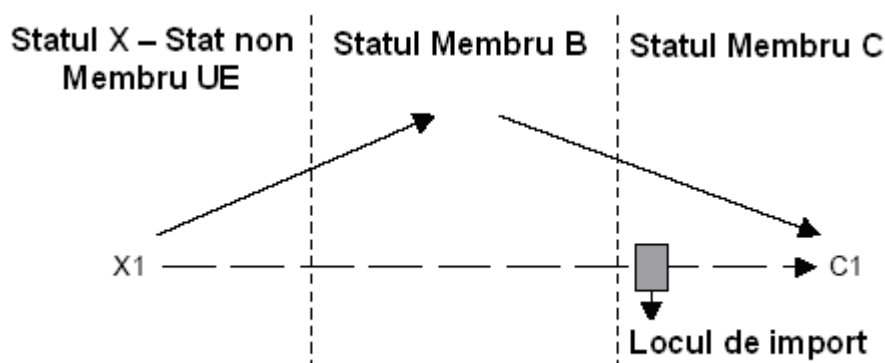 Statul X – Stat non
Membru UE
Statul Membru B
Statul Membru C
X1
C1
Locul de import